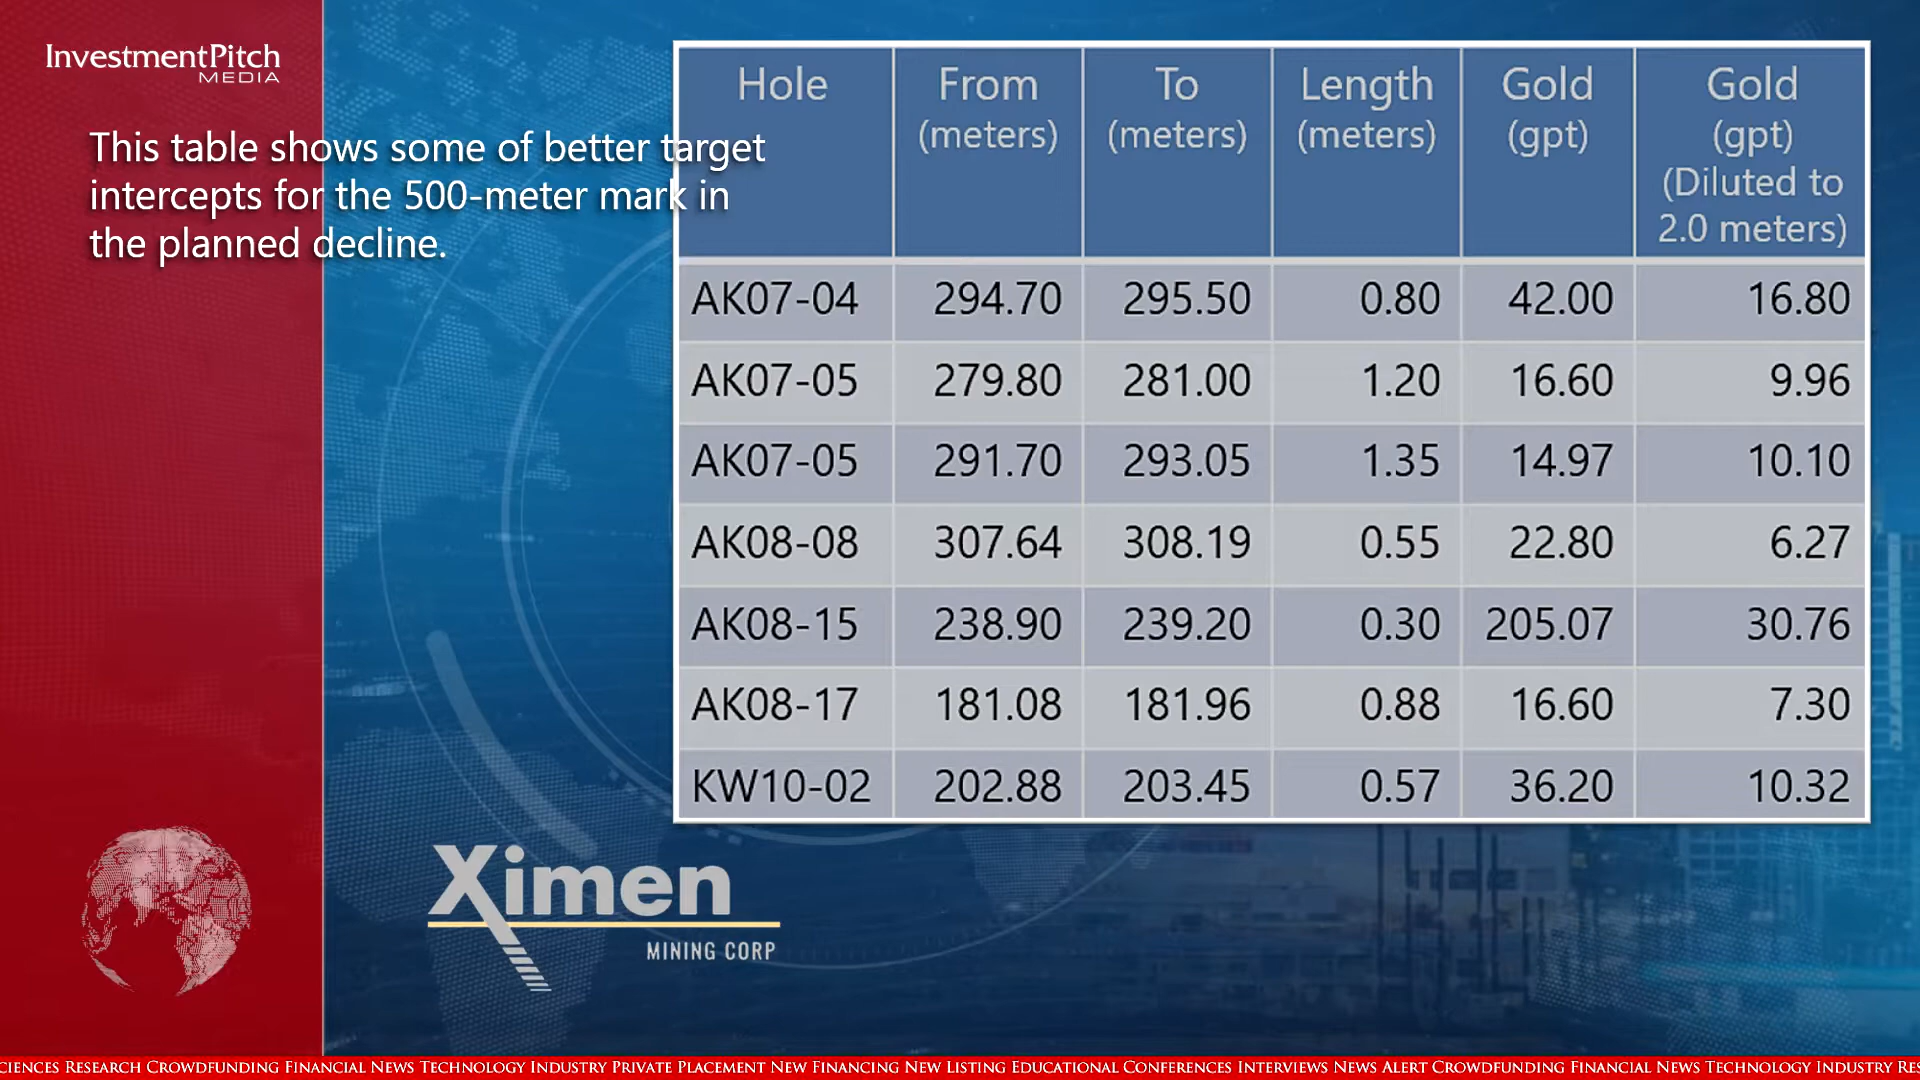 InvestmentPitch
MEDIA
This table shows some of better target
intercepts for the 500-meter mark in
the planned decline.
Hole From To Length Gold Gold
(meters) (meters) (meters) (gpt) (gpt)
(Diluted to
2.0 meters)
AK07-04 294.70 295.50 0.80 42.00 16.80
AK07-05 279.80 281.00 1.20 16.60 9.96
AK07-05 291.70 293.05 1.35 14.97 10.10
AK08-08 307.64 308.19 0.55 22.80 6.27
AK08-15 238.90 239.20 0.30 205.07 30.76
AK08-17 181.08 181.96 0.88 16.60 7.30
KW10-02 202.88 203.45 0.57 36.20 10.32
Ximen
MINING CORP
CIENCES RESEARCH CROWDFUNDING FINANCIAL NEWS TECHNOLOGY INDUSTRY PRIVATE PLACEMENT NEW FINANCING NEW LISTING EDUCATIONAL CONFERENCES INTERVIEWS NEWS ALERT CROWDFUNDING FINANCIAL NEWS TECHNOLOGY INDUSTRY RES